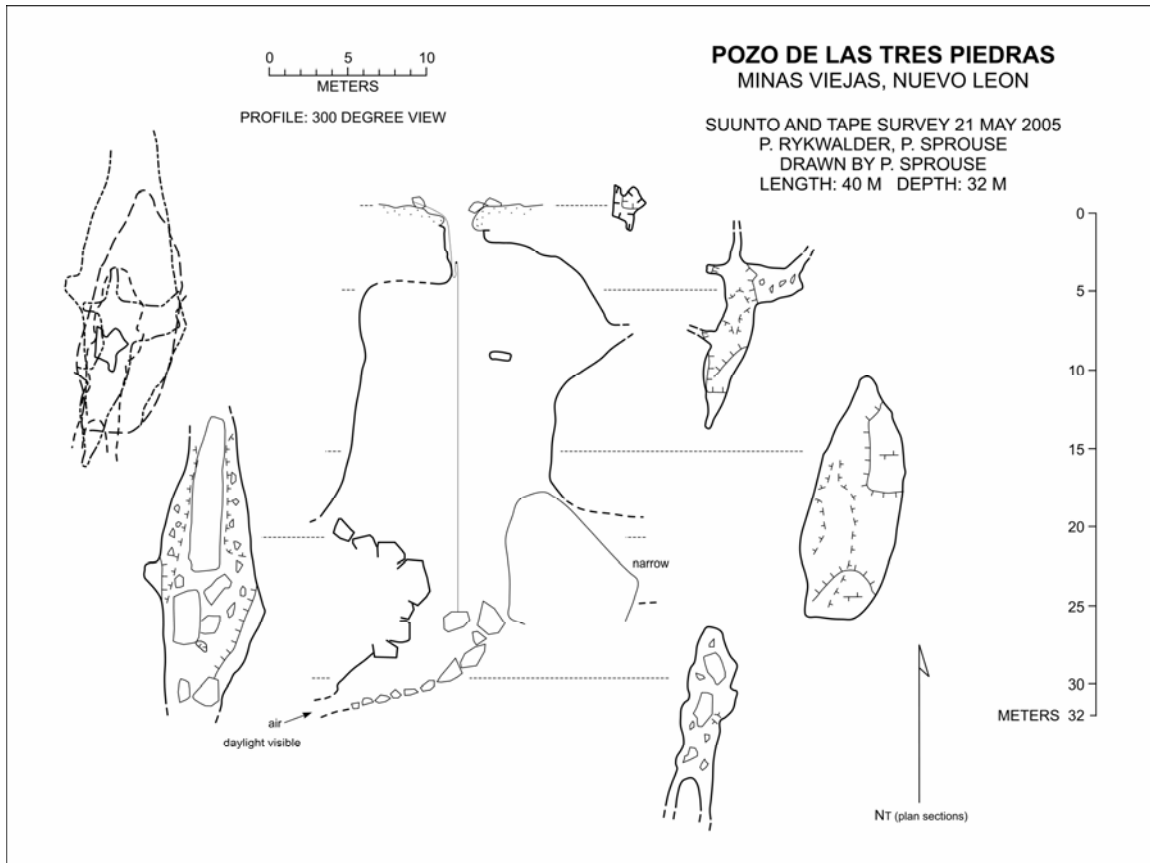 0 5 10
METERS
PROFILE: 300 DEGREE VIEW
POZO DE LAS TRES PIEDRAS
MINAS VIEJAS, NUEVO LEON
SUUNTO AND TAPE SURVEY 21 MAY 2005
P. RYKWALDER, P. SPROUSE
DRAWN BY P. SPROUSE
LENGTH: 40 M DEPTH: 32 M
0
5
10
15
20
25
30
METERS 32
narrow
air
daylight visible
NT (plan sections)